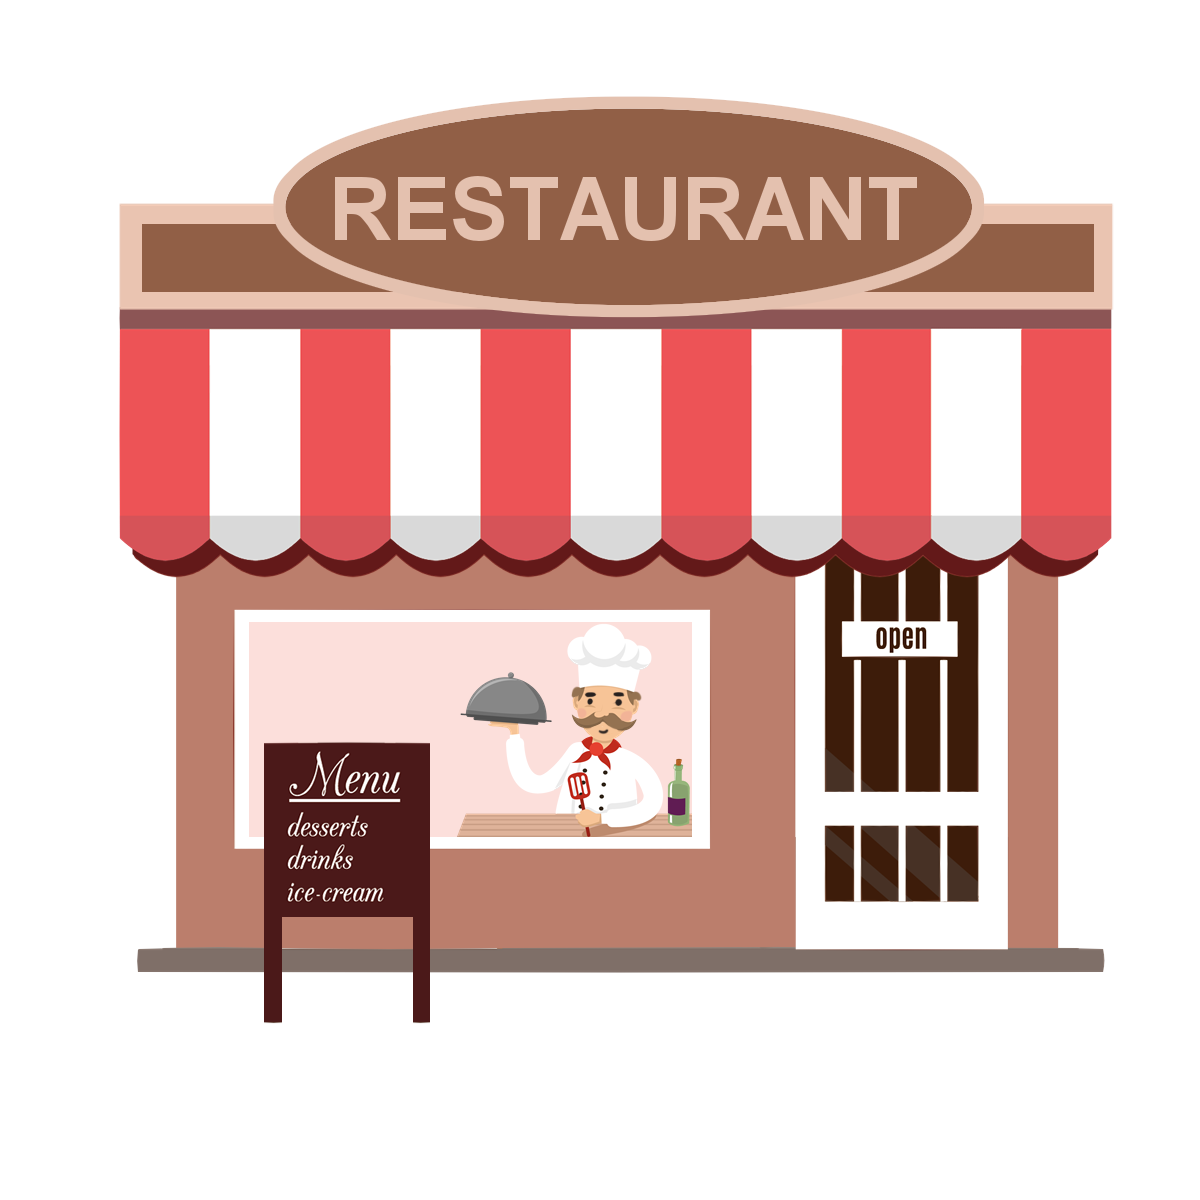 RESTAURANT
open
Menu
desserts
drinks
ice-cream